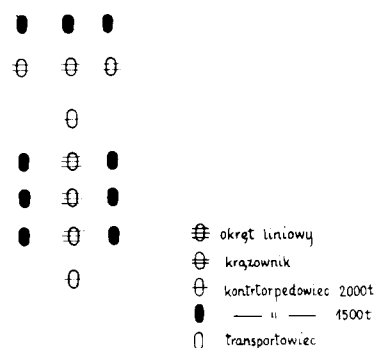 okręt liniowy
krążownik
kontrtorpedowiec 2000t
— " — 1500t
transportowiec